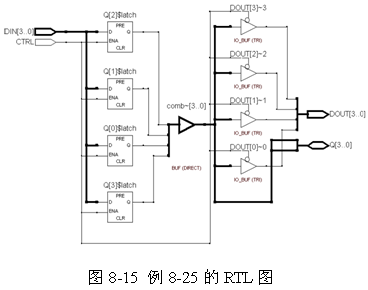 Q[2]$latch
DIN[3..0]
CTRL
PRE
D Q
ENA
CLR
Q[1]$latch
PRE
D Q
ENA
CLR
Q[0]$latch
PRE
D Q
ENA
CLR
Q[3]$latch
PRE
D Q
ENA
CLR
comb~[3..0]
BUF (DIRECT)
DOUT[3]~3
IO_BUF (TRI)
DOUT[2]~2
IO_BUF (TRI)
DOUT[1]~1
IO_BUF (TRI)
DOUT[0]~0
IO_BUF (TRI)
DOUT[3..0]
Q[3..0]
图 8-15 例 8-25 的 RTL 图